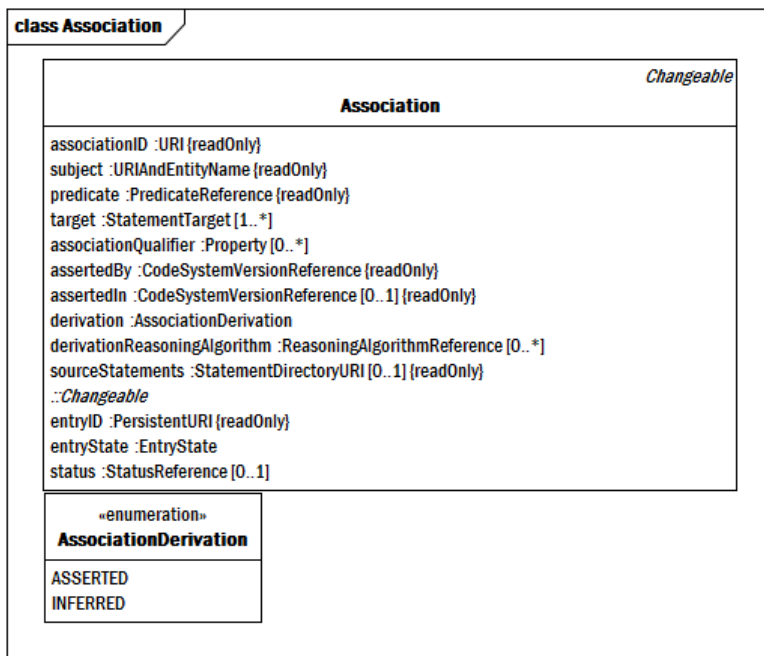 class Association
Changeable
Association
associationID :URI {readOnly}
subject :URIAndEntityName {readOnly}
predicate :PredicateReference {readOnly}
target :StatementTarget [1..*]
associationQualifier :Property [0..*]
assertedBy :CodeSystemVersionReference {readOnly}
assertedIn :CodeSystemVersionReference [0..1] {readOnly}
derivation :AssociationDerivation
derivationReasoningAlgorithm :ReasoningAlgorithmReference [0..*]
sourceStatements :StatementDirectoryURI [0..1] {readOnly}
::Changeable
entryID :PersistentURI {readOnly}
entryState :EntryState
status :StatusReference [0..1]
«enumeration»
AssociationDerivation
ASSERTED
INFERRED